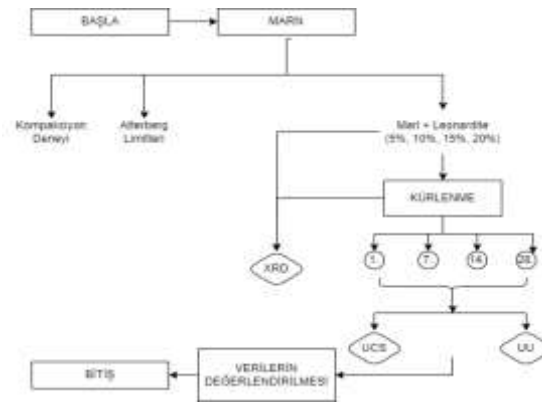 BAŞLA
MARN
Kompaksiyon
Deneyi
Atterberg
Limitleri
Marl + Leonardite
(5%, 10%, 15%, 20%)
KÜRLENME
XRD
1.
7.
14.
28.
UCS
UU
VERİLERİN
DEĞERLENDİRİLMESİ
BİTİŞ